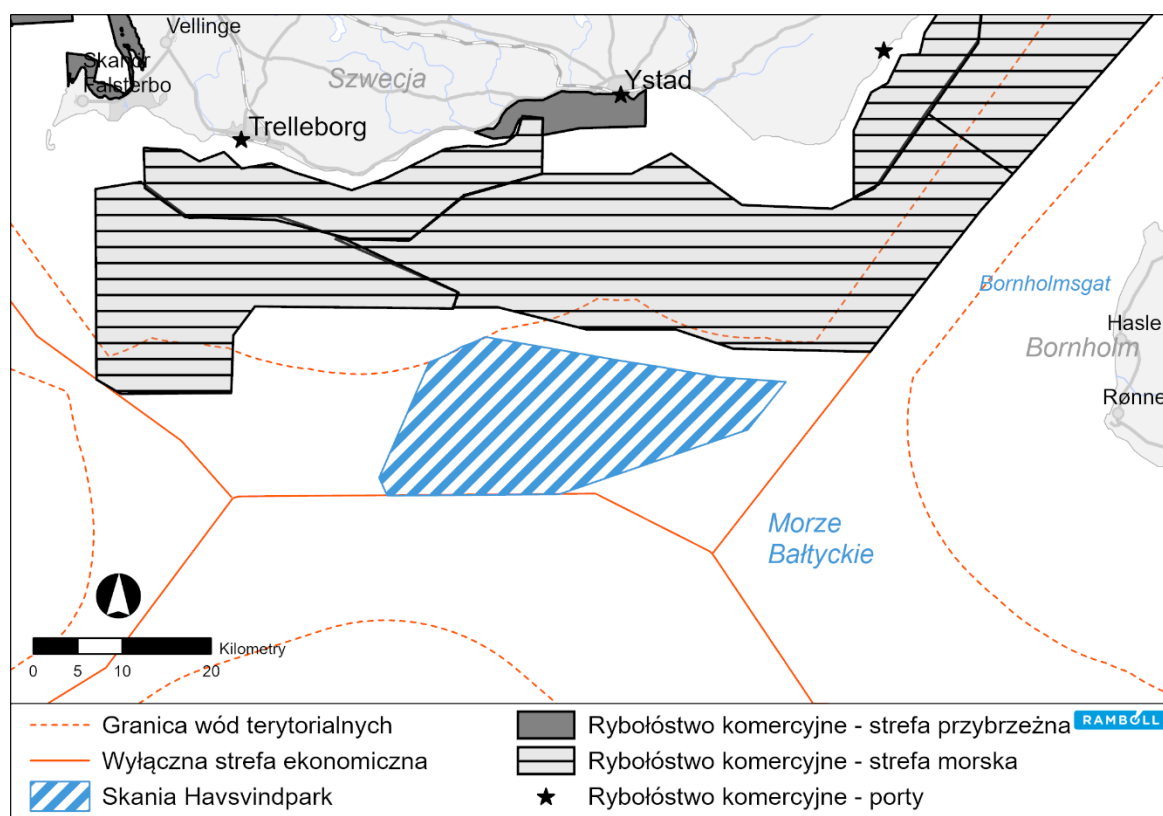 Vellinge
Skanör
Falsterbo
Szwecja
Ystad
Trelleborg
Bornholmsgat
Hasle
Bornholm
Rønne
Morze
Bałtyckie
Kilometry
0 5 10 20
Granica wód terytorialnych
Wyłączna strefa ekonomiczna
Skania Havsvindpark
Rybołóstwo komercyjne - strefa przybrzeżna
Rybołóstwo komercyjne - strefa morska
Rybołóstwo komercyjne - porty
RAMBOLL